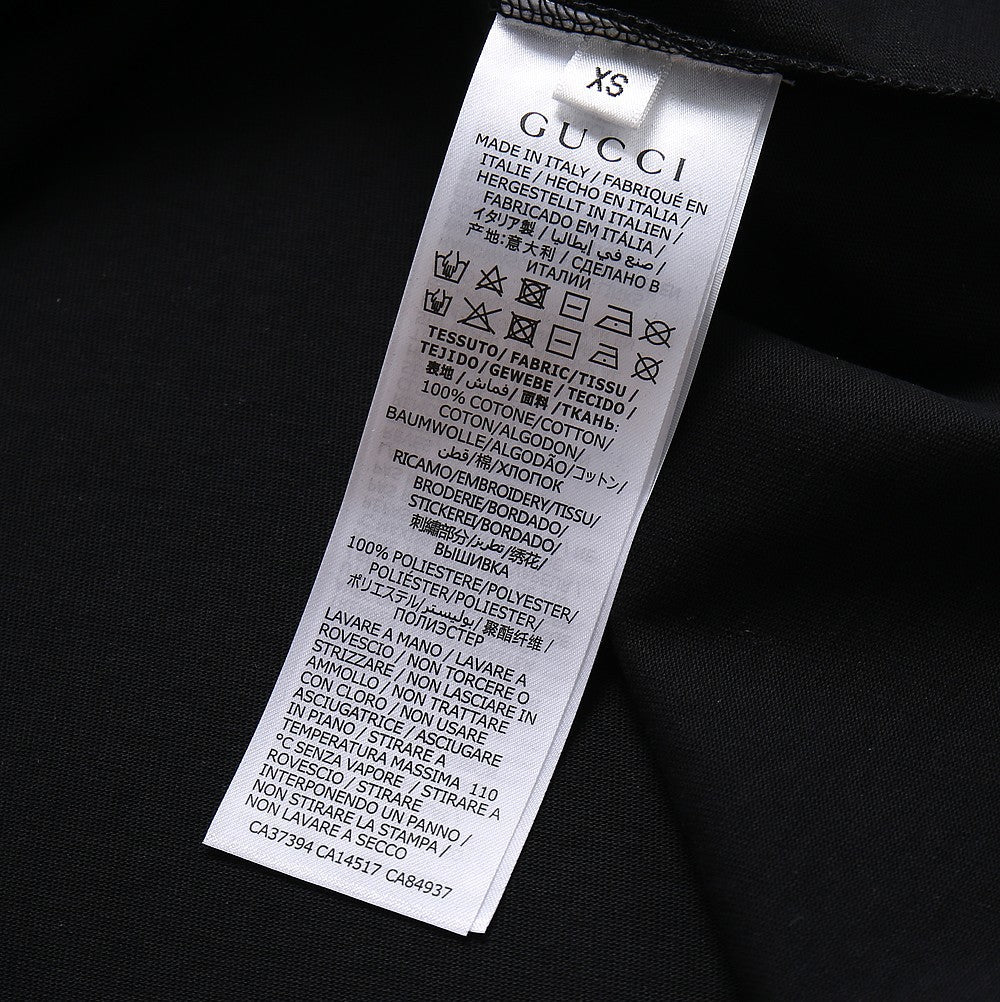 XS
GUCCI
MADE IN ITALY / FABRIQUÉ EN
ITALIE / HECHO EN ITALIA /
HERGESTELLT IN ITALIEN /
FABRICADO EM ITÁLIA /
イタリア製 / صنع في إيطاليا /
产地:意大利 / СДЕЛАНО В
ИТАЛИИ
TESSUTO/ FABRIC/TISSU /
TEJIDO/ GEWEBE / TECIDO /
表地 / قماش / 面料 /ТКАНЬ:
100% COTONE/COTTON/
COTON/ALGODON/
BAUMWOLLE/ALGODÃO/コットン/
قطن/棉/ХЛОПОК
RICAMO/EMBROIDERY/TISSU/
BRODERIE/BORDADO/
STICKEREI/BORDADO/
刺繡部分/تطريز/绣花/
ВЫШИВКА
100% POLIESTERE/POLYESTER/
POLIÉSTER/POLIESTER/
ポリエステル/بوليستر/ 聚酯纤维 /
ПОЛИЭСТЕР
LAVARE A MANO / LAVARE A
ROVESCIO / NON TORCERE O
STRIZZARE / NON LASCIARE IN
AMMOLLO / NON TRATTARE
CON CLORO / NON USARE
ASCIUGATRICE / ASCIUGARE
IN PIANO / STIRARE A
TEMPERATURA MASSIMA 110
°C SENZA VAPORE / STIRARE A
ROVESCIO / STIRARE
INTERPONENDO UN PANNO /
NON STIRARE LA STAMPA /
NON LAVARE A SECCO
CA37394 CA14517 CA84937